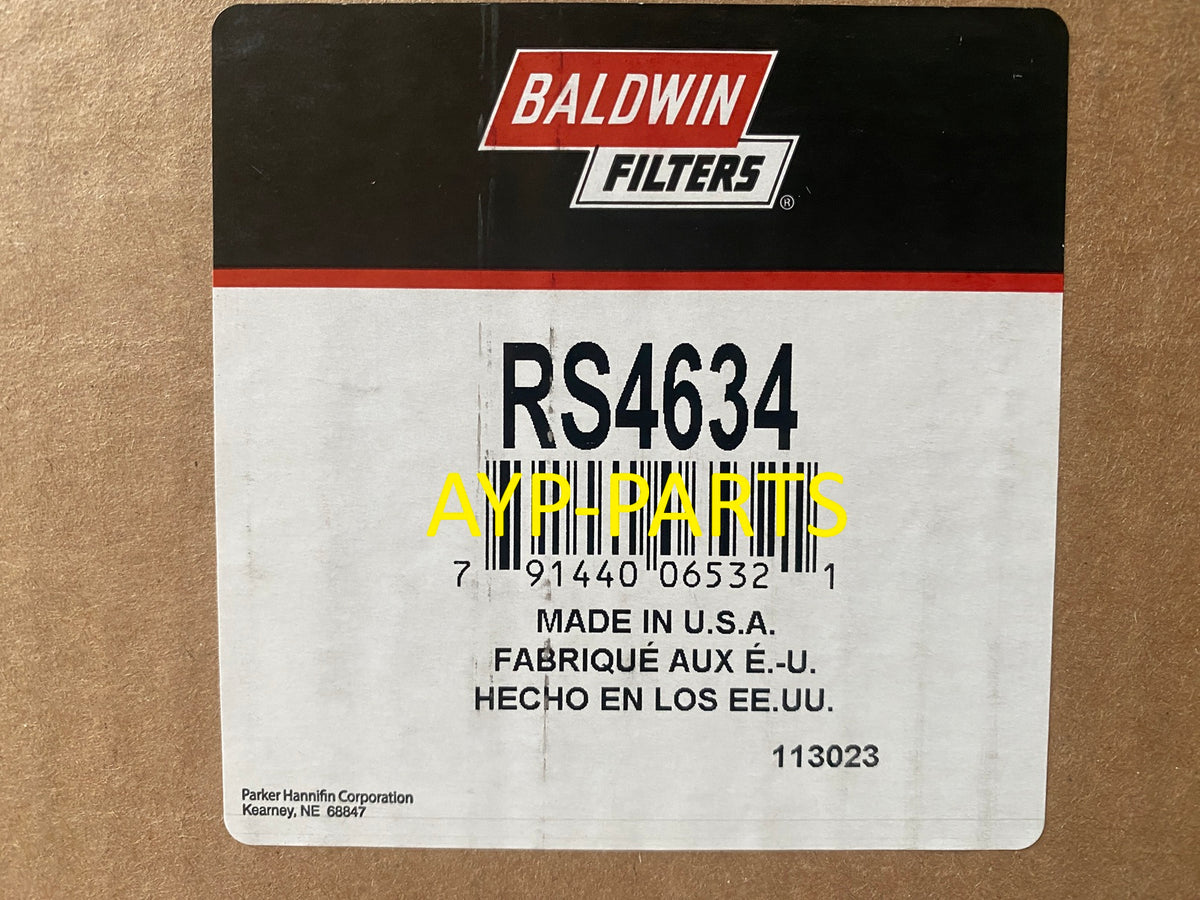 BALDWIN
FILTERS
®
RS4634
AYP-PARTS
7 91440 06532 1
MADE IN U.S.A.
FABRIQUÉ AUX É.-U.
HECHO EN LOS EE.UU.
113023
Parker Hannifin Corporation
Kearney, NE 68847